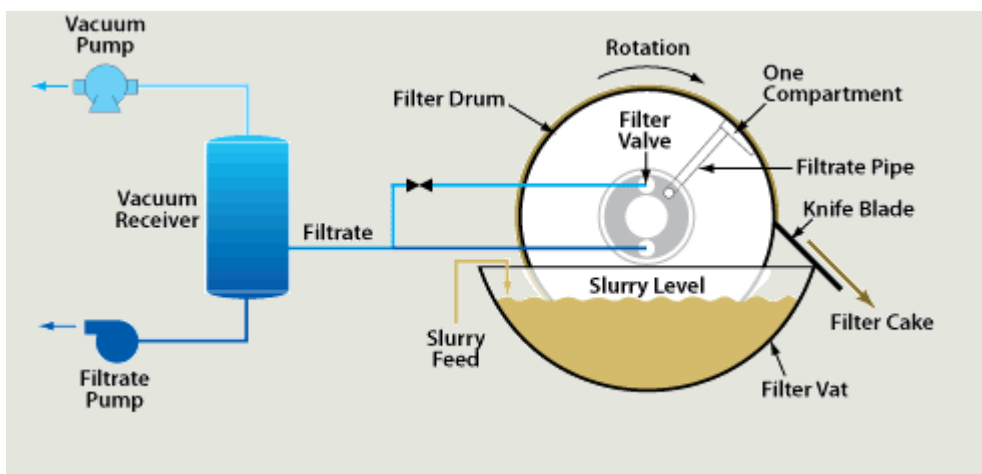 Vacuum
Pump
Rotation
One
Compartment
Filter Drum
Filter
Valve
Filtrate Pipe
Vacuum
Receiver
Knife Blade
Filtrate
Slurry Level
Slurry
Feed
Filter Cake
Filtrate
Pump
Filter Vat